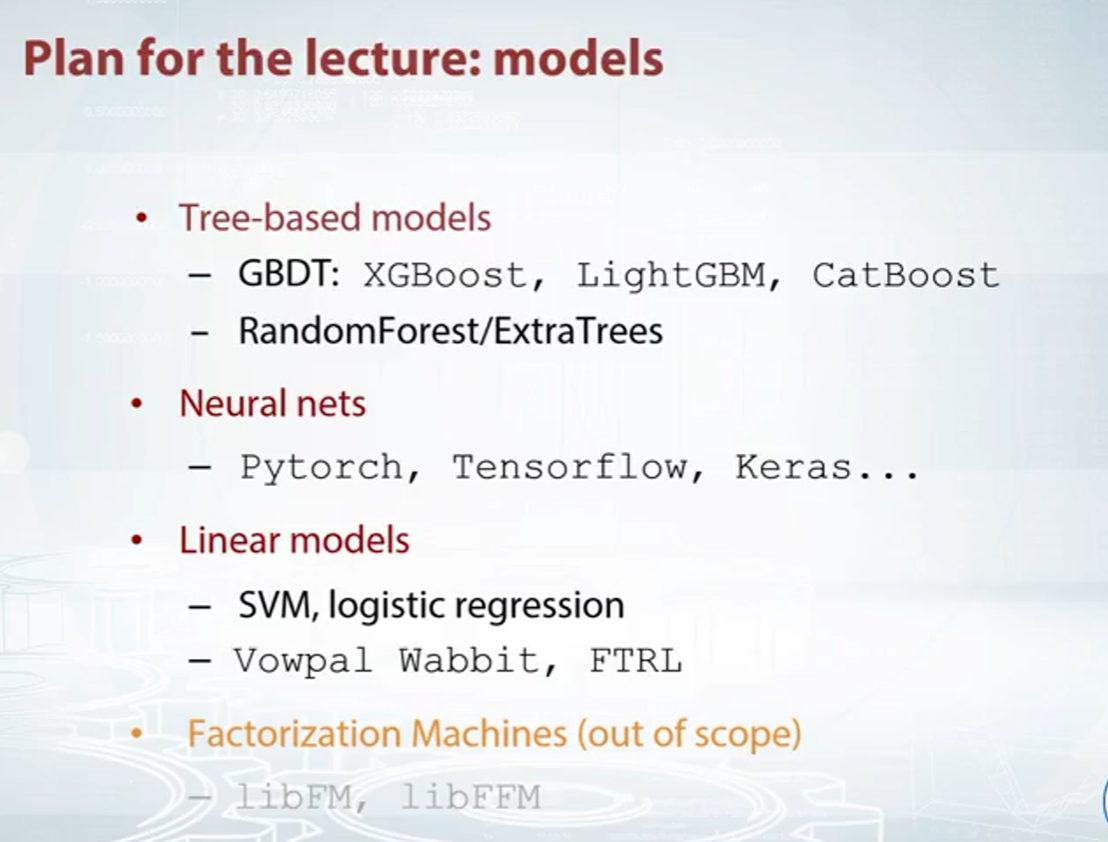 Plan for the lecture: models
• Tree-based models
– GBDT: XGBoost, LightGBM, CatBoost
– RandomForest/ExtraTrees
• Neural nets
– Pytorch, Tensorflow, Keras...
• Linear models
– SVM, logistic regression
– Vowpal Wabbit, FTRL
• Factorization Machines (out of scope)
– libFM, libFFM